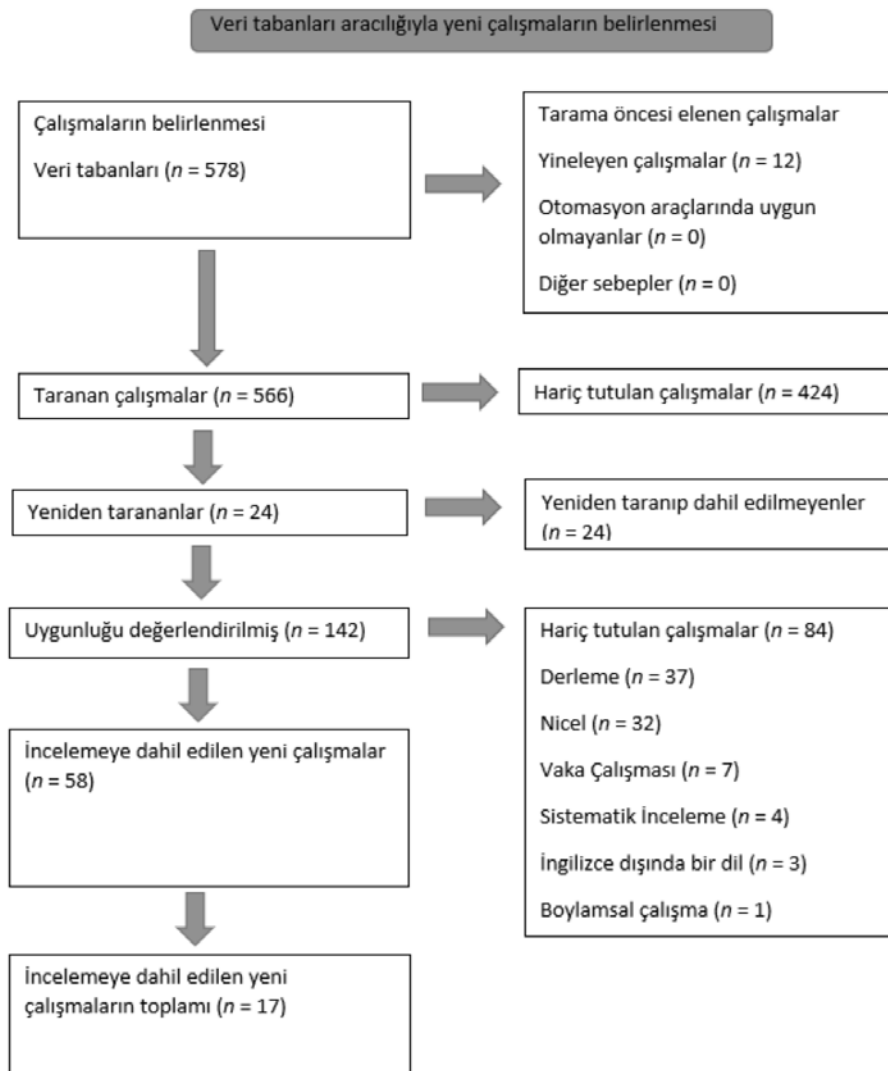 Veri tabanları aracılığıyla yeni çalışmaların belirlenmesi
Çalışmaların belirlenmesi
Veri tabanları (n = 578)
Tarama öncesi elenen çalışmalar
Yineleyen çalışmalar (n = 12)
Otomasyon araçlarında uygun
olmayanlar (n = 0)
Diğer sebepler (n = 0)
Taranan çalışmalar (n = 566)
Hariç tutulan çalışmalar (n = 424)
Yeniden tarananlar (n = 24)
Yeniden taranıp dahil edilmeyenler
(n = 24)
Uygunluğu değerlendirilmiş (n = 142)
Hariç tutulan çalışmalar (n = 84)
Derleme (n = 37)
Nicel (n = 32)
Vaka Çalışması (n = 7)
Sistematik İnceleme (n = 4)
İngilizce dışında bir dil (n = 3)
Boylamsal çalışma (n = 1)
İncelemeye dahil edilen yeni çalışmalar
(n = 58)
İncelemeye dahil edilen yeni
çalışmaların toplamı (n = 17)